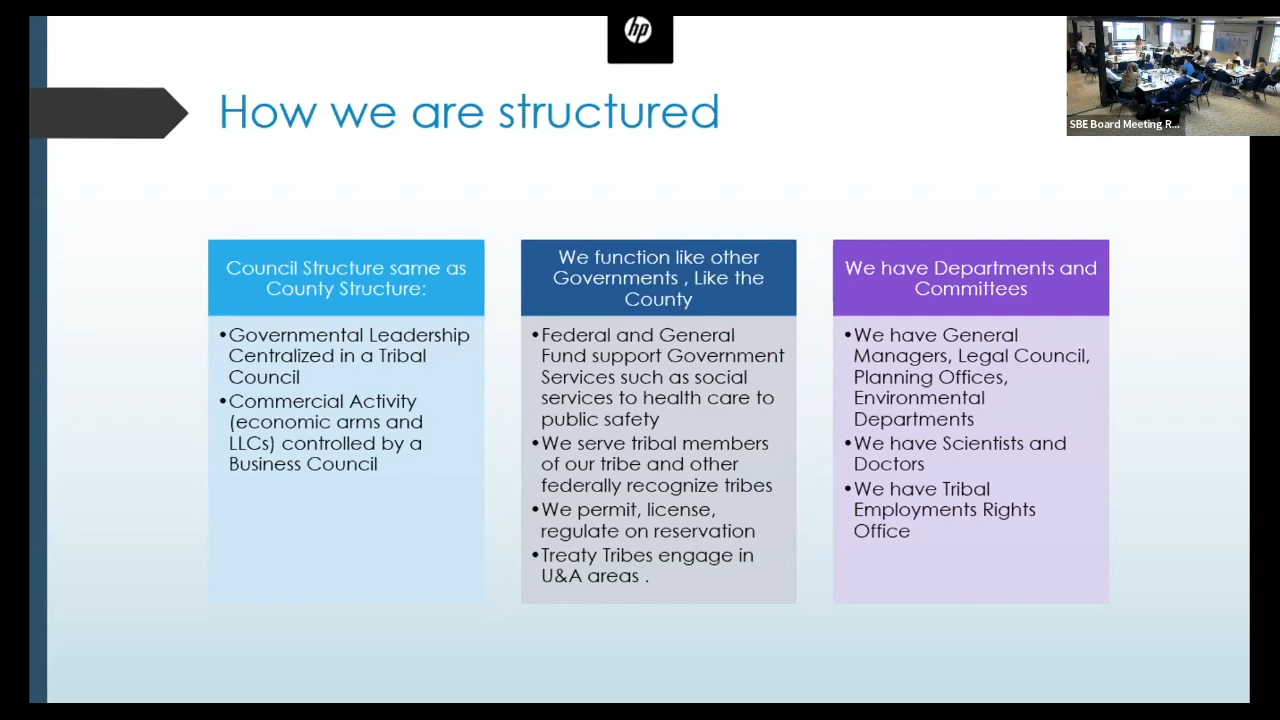 hp
SBE Board Meeting R...
How we are structured
Council Structure same as
County Structure:
•Governmental Leadership
Centralized in a Tribal
Council
•Commercial Activity
(economic arms and
LLCs) controlled by a
Business Council
We function like other
Governments , Like the
County
•Federal and General
Fund support Government
Services such as social
services to health care to
public safety
•We serve tribal members
of our tribe and other
federally recognize tribes
•We permit, license,
regulate on reservation
•Treaty Tribes engage in
U&A areas .
We have Departments and
Committees
•We have General
Managers, Legal Council,
Planning Offices,
Environmental
Departments
•We have Scientists and
Doctors
•We have Tribal
Employments Rights
Office